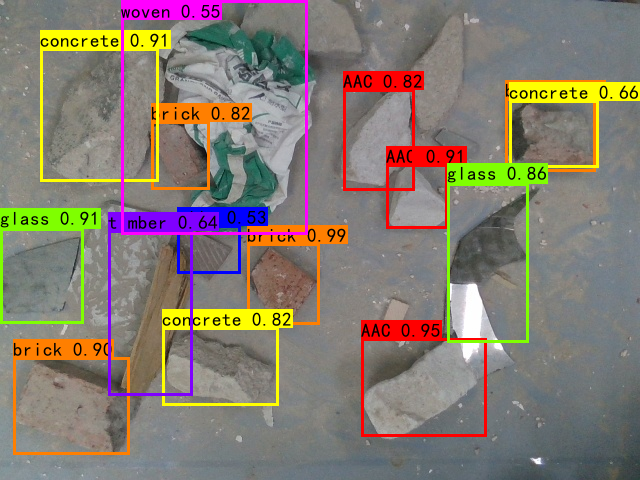 woven 0.55
concrete 0.91
AAC 0.82
brick 0.82
concrete 0.66
AAC 0.91
glass 0.86
glass 0.91
mber 0.64
0.53
brick 0.99
concrete 0.82
AAC 0.95
brick 0.90